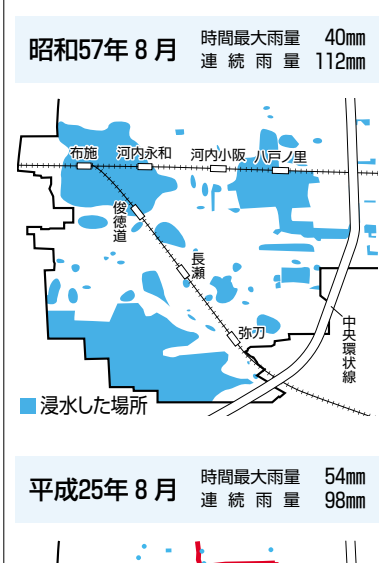 昭和57年8月 時間最大雨量 40mm
連続雨量 112mm
布施 河内永和 河内小阪 八戸ノ里
俊徳道
長瀬
弥刀
中央環状線
浸水した場所
平成25年8月 時間最大雨量 54mm
連続雨量 98mm